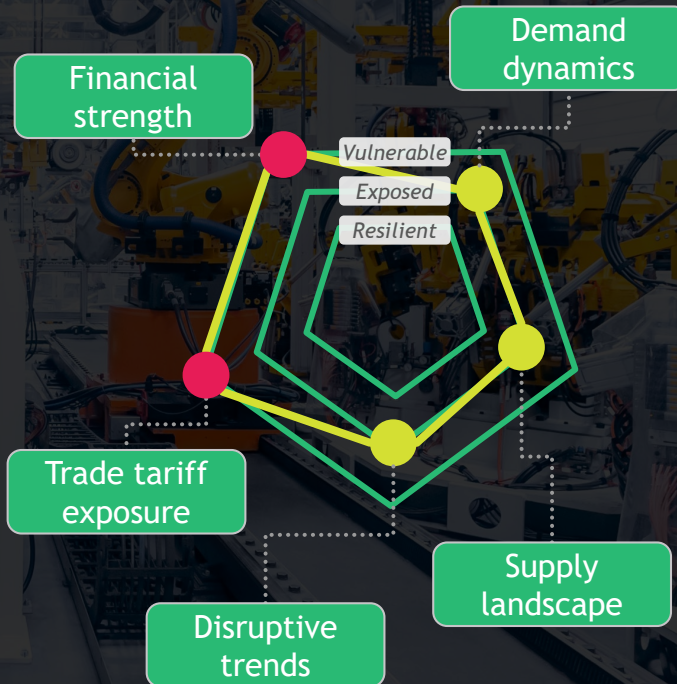 Demand
dynamics
Financial
strength
Vulnerable
Exposed
Resilient
Trade tariff
exposure
Supply
landscape
Disruptive
trends